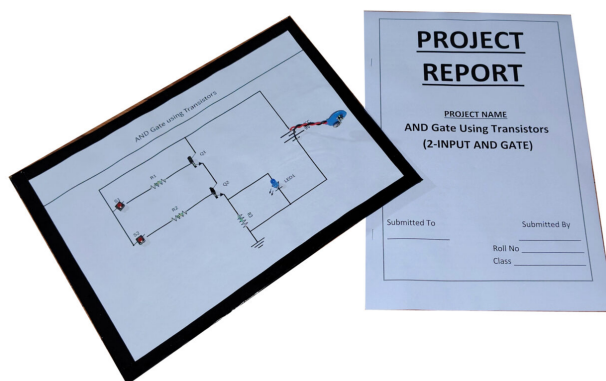 AND Gate using Transistors
R1
Q1
R2
Q2
LED1
R3
PROJECT
REPORT
PROJECT NAME
AND Gate Using Transistors
(2-INPUT AND GATE)
Submitted To
Submitted By
Roll No
Class